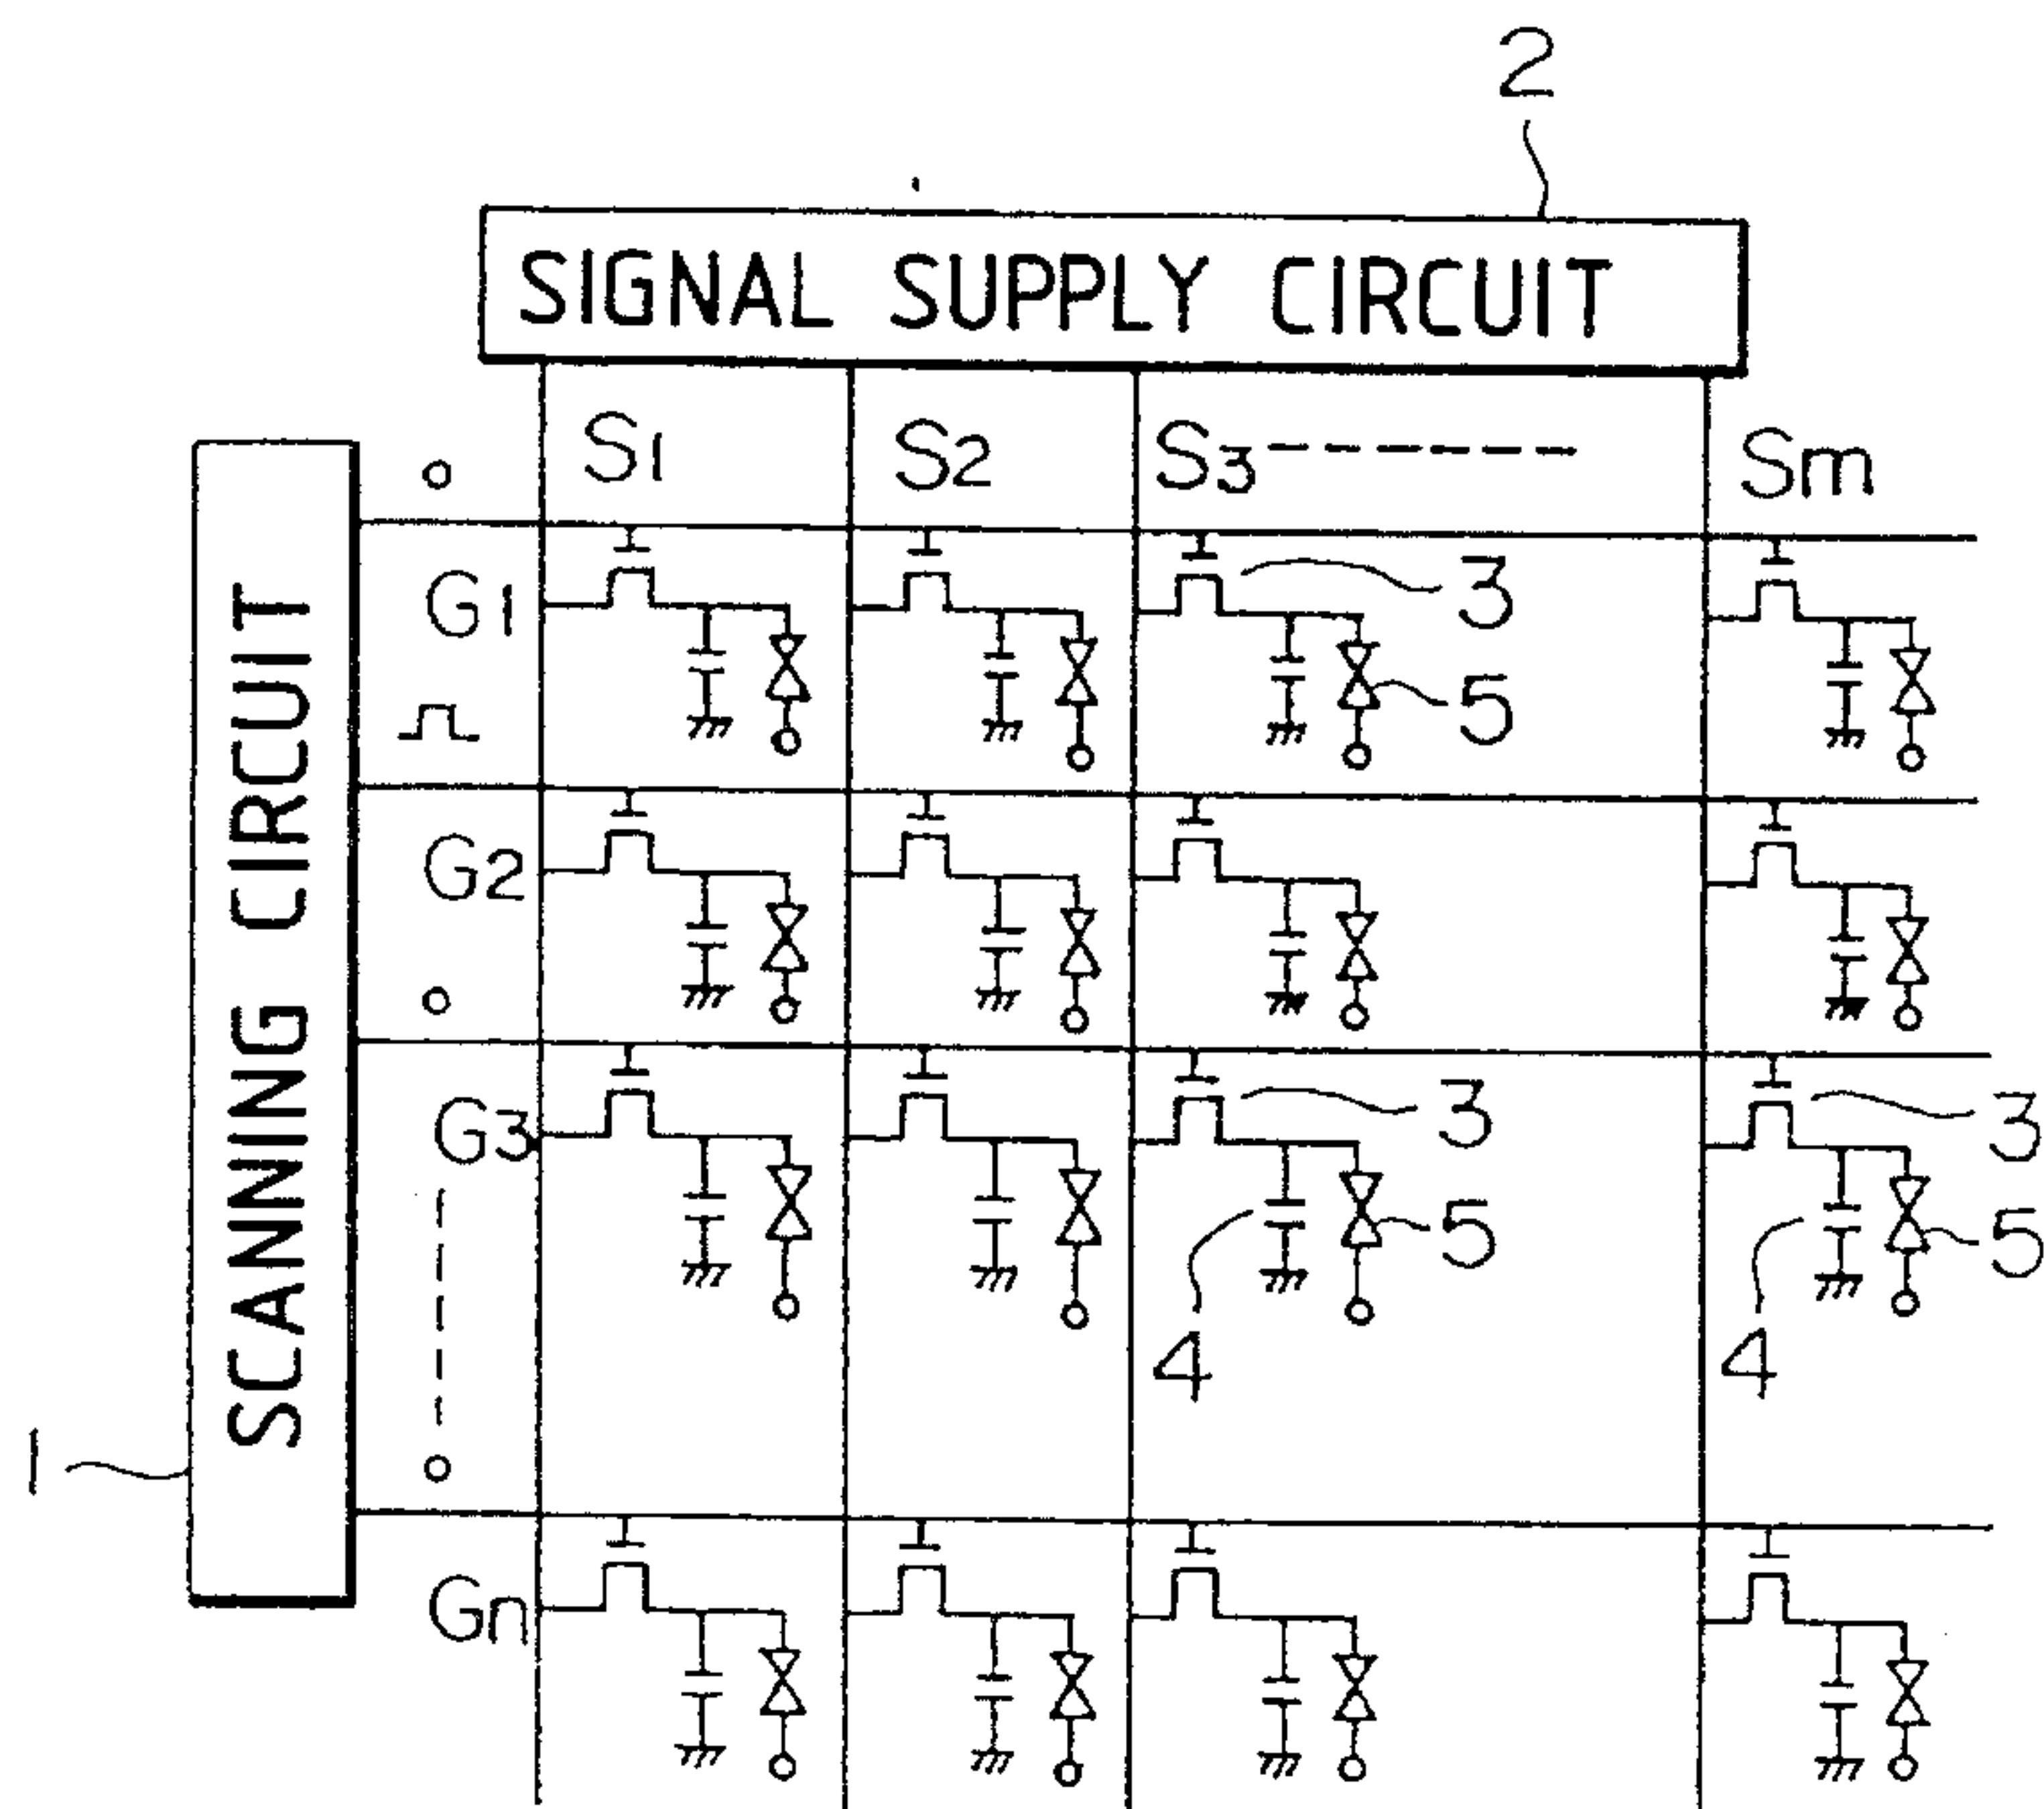 2
SIGNAL SUPPLY CIRCUIT
S1 S2 S3 Sm
SCANNING CIRCUIT
G1 3
5
G2
G3 3 3
5 5
4 4
1
Gn